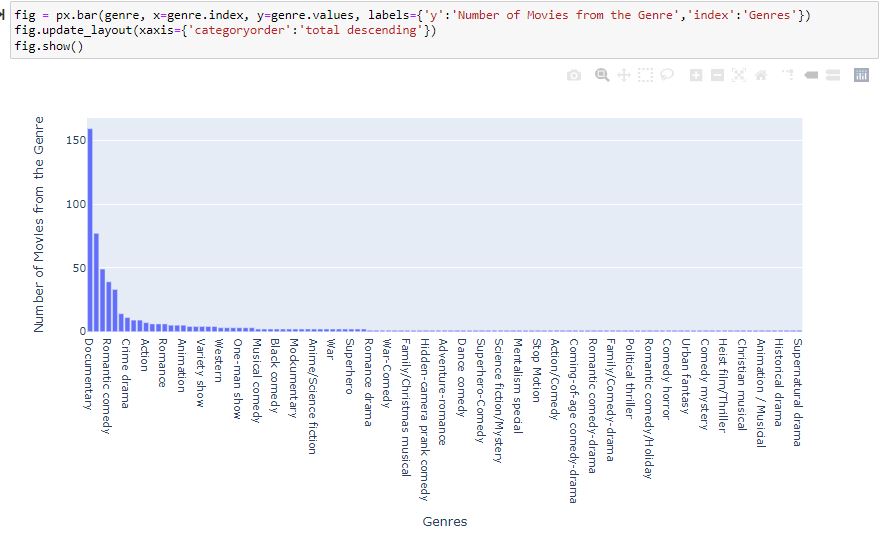 fig = px.bar(genre, x=genre.index, y=genre.values, labels={'y':'Number of Movies from the Genre','index':'Genres'})
fig.update_layout(xaxis={'categoryorder':'total descending'})
fig.show()
Number of Movies from the Genre
150
100
50
0
Documentary
Romantic comedy
Crime drama
Action
Romance
Animation
Variety show
Western
One-man show
Musical comedy
Black comedy
Mockumentary
Anime/Science fiction
War
Superhero
Romance drama
War-Comedy
Family/Christmas musical
Hidden-camera prank comedy
Adventure-romance
Dance comedy
Superhero-Comedy
Science fiction/Mystery
Mentalism special
Stop Motion
Action/Comedy
Coming-of-age comedy-drama
Romantic comedy-drama
Family/Comedy-drama
Political thriller
Romantic comedy/Holiday
Comedy horror
Urban fantasy
Comedy mystery
Heist film/Thriller
Christian musical
Animation / Musicial
Historical drama
Supernatural drama
Genres